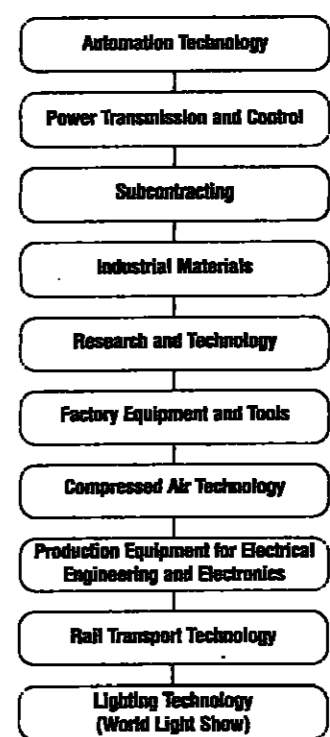 Automation Technology
Power Transmission and Control
Subcontracting
Industrial Materials
Research and Technology
Factory Equipment and Tools
Compressed Air Technology
Production Equipment for Electrical
Engineering and Electronics
Rail Transport Technology
Lighting Technology
(World Light Show)